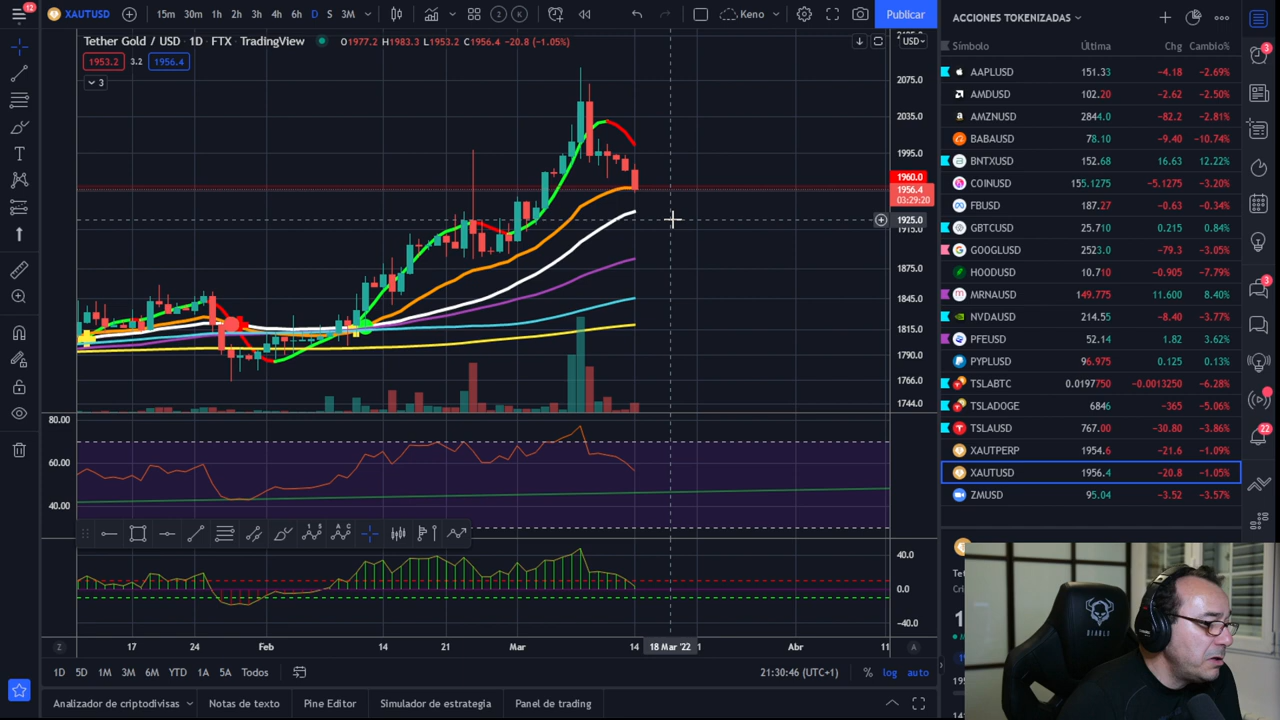 12 XAUTUSD 15m 30m 1h 2h 3h 4h 6h D S 3M 2 K Keno Publicar
Tether Gold / USD · 1D · FTX · TradingView O1977.2 H1983.3 L1953.2 C1956.4 -20.8 (-1.05%)
1953.2 3.2 1956.4
3
USD
2075.0
2035.0
1995.0
1960.0
1956.4
03:29:20
1925.0
1915.0
1875.0
1845.0
1815.0
1790.0
1766.0
1744.0
80.00
60.00
40.00
40.0
0.0
-40.0
Z 17 24 Feb 14 21 Mar 14 18 Mar '22 Abr 11 A
1D 5D 1M 3M 6M YTD 1A 5A Todos 21:30:46 (UTC+1) % log auto
Analizador de criptodivisas Notas de texto Pine Editor Simulador de estrategia Panel de trading
ACCIONES TOKENIZADAS
Símbolo Última Chg Cambio%
AAPLUSD 151.33 -4.18 -2.69%
AMDUSD 102.20 -2.62 -2.50%
AMZNUSD 2844.0 -82.2 -2.81%
BABAUSD 78.10 -9.40 -10.74%
BNTXUSD 152.68 16.63 12.22%
COINUSD 155.1275 -5.1275 -3.20%
FBUSD 187.27 -0.63 -0.34%
GBTCUSD 25.710 0.215 0.84%
GOOGLUSD 2523.0 -79.3 -3.05%
HOODUSD 10.710 -0.905 -7.79%
MRNAUSD 149.775 11.600 8.40%
NVDAUSD 214.55 -8.40 -3.77%
PFEUSD 52.14 1.82 3.62%
PYPLUSD 96.975 0.125 0.13%
TSLABTC 0.0197750 -0.0013250 -6.28%
TSLADOGE 6846 -365 -5.06%
TSLAUSD 767.00 -30.80 -3.86%
XAUTPERP 1954.6 -21.6 -1.09%
XAUTUSD 1956.4 -20.8 -1.05%
ZMUSD 95.04 -3.52 -3.57%
3
3
22
DIABLO